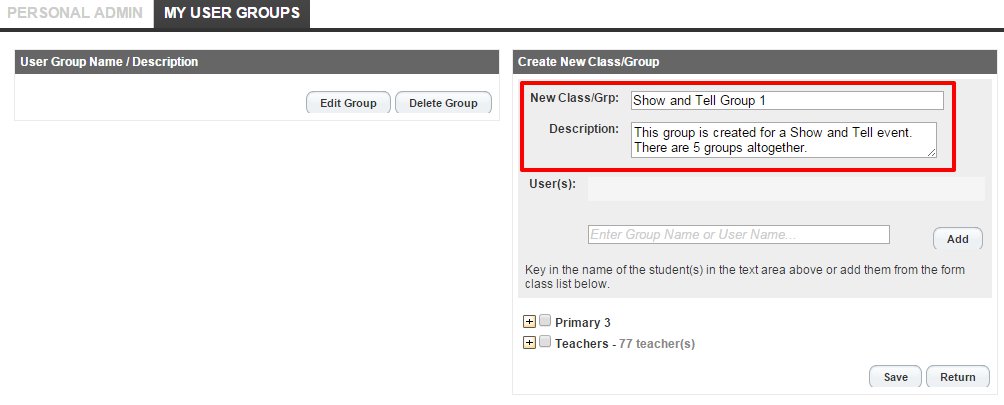 PERSONAL ADMIN MY USER GROUPS
User Group Name / Description
Edit Group Delete Group
Create New Class/Group
New Class/Grp: Show and Tell Group 1
Description: This group is created for a Show and Tell event.
There are 5 groups altogether.
User(s):
Enter Group Name or User Name...
Add
Key in the name of the student(s) in the text area above or add them from the form
class list below.
Primary 3
Teachers - 77 teacher(s)
Save Return